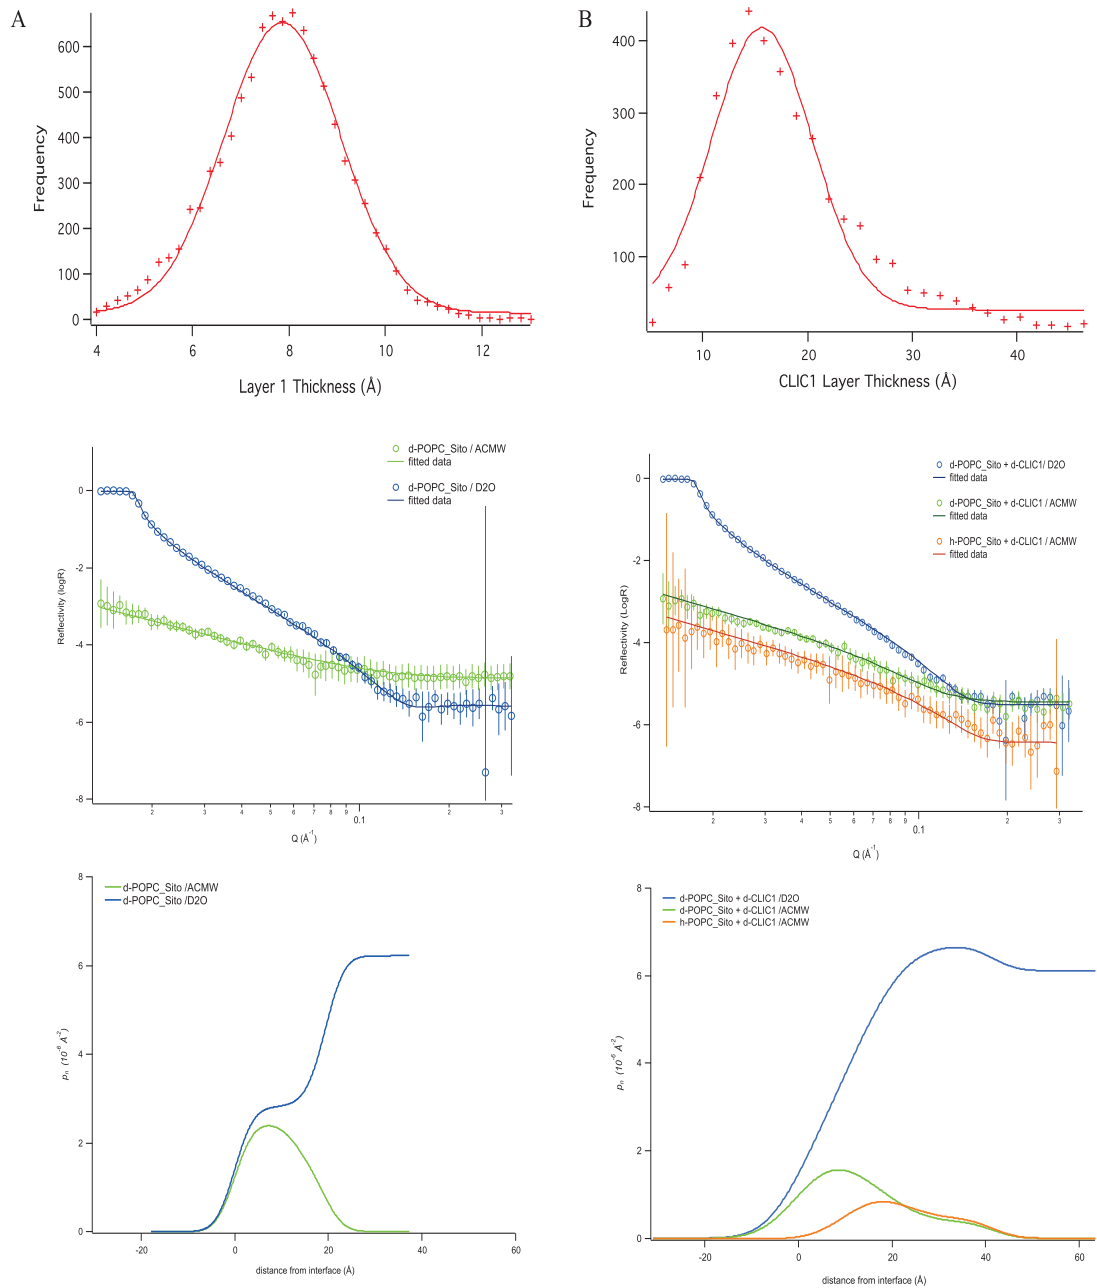 A
600
500
400
300
200
100
0
Frequency
4
6
8
10
12
Layer 1 Thickness (Å)
B
400
300
200
100
Frequency
10
20
30
40
CLIC1 Layer Thickness (Å)
d-POPC_Sito / ACMW
fitted data
d-POPC_Sito / D2O
fitted data
0
-2
-4
-6
-8
Reflectivity (logR)
2
3
4
5
6
7
8
9
0.1
2
3
Q (Å⁻¹)
d-POPC_Sito + d-CLIC1/ D2O
fitted data
d-POPC_Sito + d-CLIC1 / ACMW
fitted data
h-POPC_Sito + d-CLIC1 / ACMW
fitted data
0
-2
-4
-6
-8
Reflectivity (LogR)
2
3
4
5
6
7
8
9
0.1
2
3
Q (Å⁻¹)
d-POPC_Sito /ACMW
d-POPC_Sito /D2O
8
6
4
2
0
pₙ (10⁻⁶ A⁻²)
-20
0
20
40
60
distance from interface (Å)
d-POPC_Sito + d-CLIC1 /D2O
d-POPC_Sito + d-CLIC1 /ACMW
h-POPC_Sito + d-CLIC1 /ACMW
8
6
4
2
0
pₙ (10⁻⁶ A⁻²)
-20
0
20
40
60
distance from interface (Å)